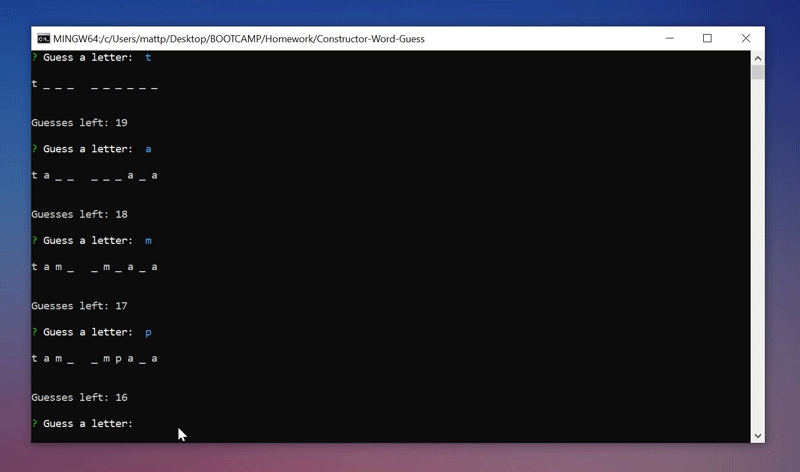 MINGW64:/c/Users/mattp/Desktop/BOOTCAMP/Homework/Constructor-Word-Guess
? Guess a letter:  t
t _ _ _   _ _ _ _ _ _
Guesses left: 19
? Guess a letter:  a
t a _ _   _ _ _ a _ a
Guesses left: 18
? Guess a letter:  m
t a m _   _ m _ a _ a
Guesses left: 17
? Guess a letter:  p
t a m _   _ m p a _ a
Guesses left: 16
? Guess a letter: